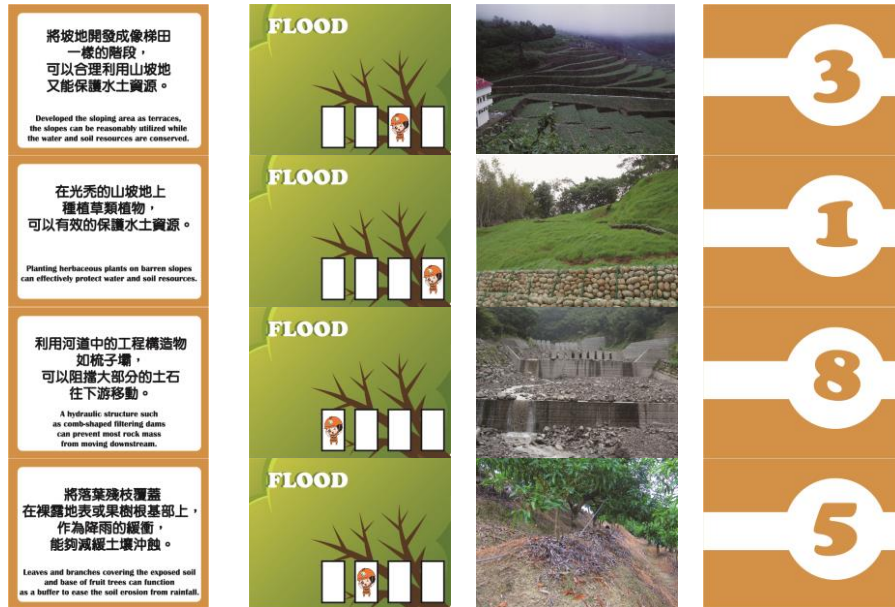 將坡地開發成像梯田
一樣的階段，
可以合理利用山坡地
又能保護水土資源。
Developed the sloping area as terraces,
the slopes can be reasonably utilized while
the water and soil resources are conserved.
FLOOD
3
在光禿的山坡地上
種植草類植物，
可以有效的保護水土資源。
Planting herbaceous plants on barren slopes
can effectively protect water and soil resources.
FLOOD
1
利用河道中的工程構造物
如梳子壩，
可以阻擋大部分的土石
往下游移動。
A hydraulic structure such
as comb-shaped filtering dams
can prevent most rock mass
from moving downstream.
FLOOD
8
將落葉殘枝覆蓋
在裸露地表或果樹根基部上，
作為降雨的緩衝，
能夠減緩土壤沖蝕。
Leaves and branches covering the exposed soil
and base of fruit trees can function
as a buffer to ease the soil erosion from rainfall.
FLOOD
5